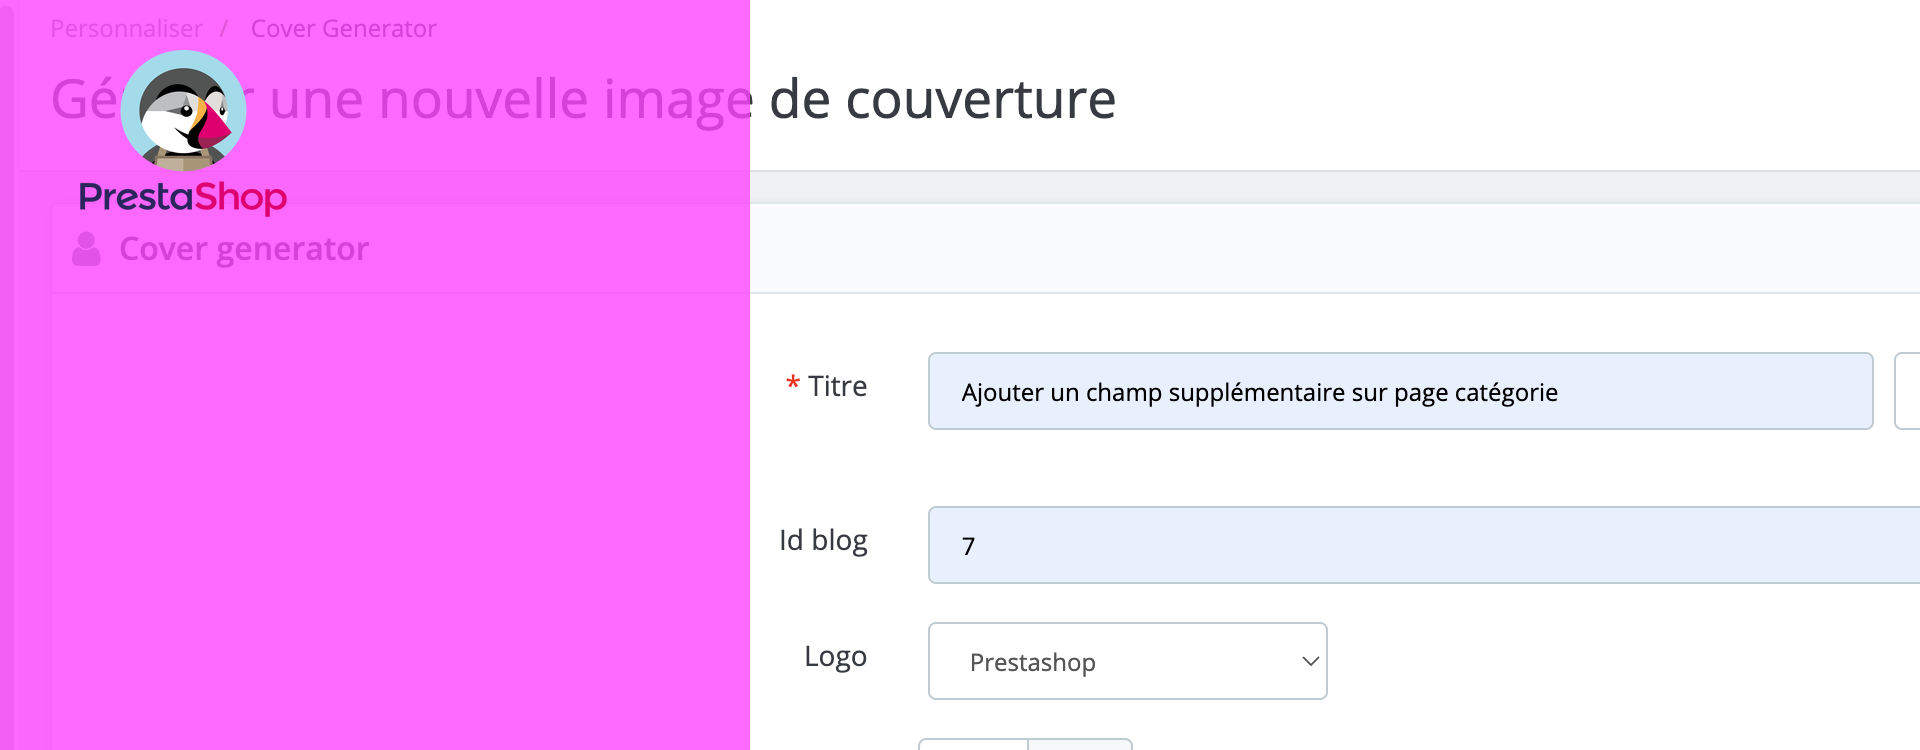 Personnaliser / Cover Generator
Gé r une nouvelle image de couverture
PrestaShop
Cover generator
* Titre
Ajouter un champ supplémentaire sur page catégorie
Id blog
7
Logo
Prestashop